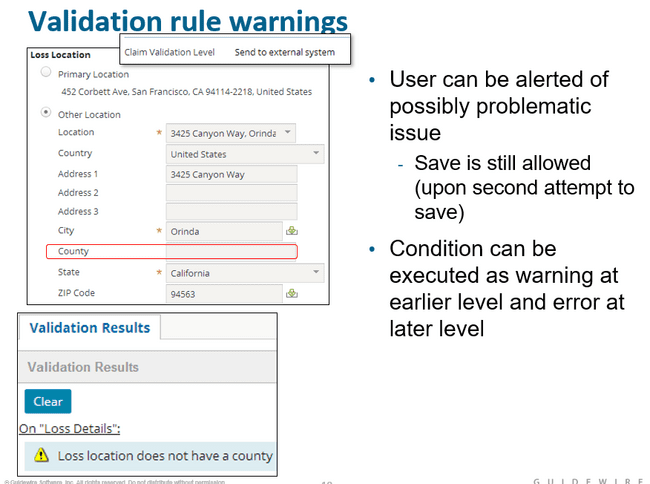 Validation rule warnings
Claim Validation Level Send to external system
Loss Location
Primary Location
452 Corbett Ave, San Francisco, CA 94114-2218, United States
Other Location
Location * 3425 Canyon Way, Orinda
Country United States
Address 1 3425 Canyon Way
Address 2
Address 3
City * Orinda
County
State * California
ZIP Code 94563
Validation Results
Validation Results
Clear
On "Loss Details":
Loss location does not have a county
• User can be alerted of
possibly problematic
issue
- Save is still allowed
(upon second attempt to
save)
• Condition can be
executed as warning at
earlier level and error at
later level
© Guidewire Software, Inc. All rights reserved. Do not distribute without permission.
GUIDEWIRE